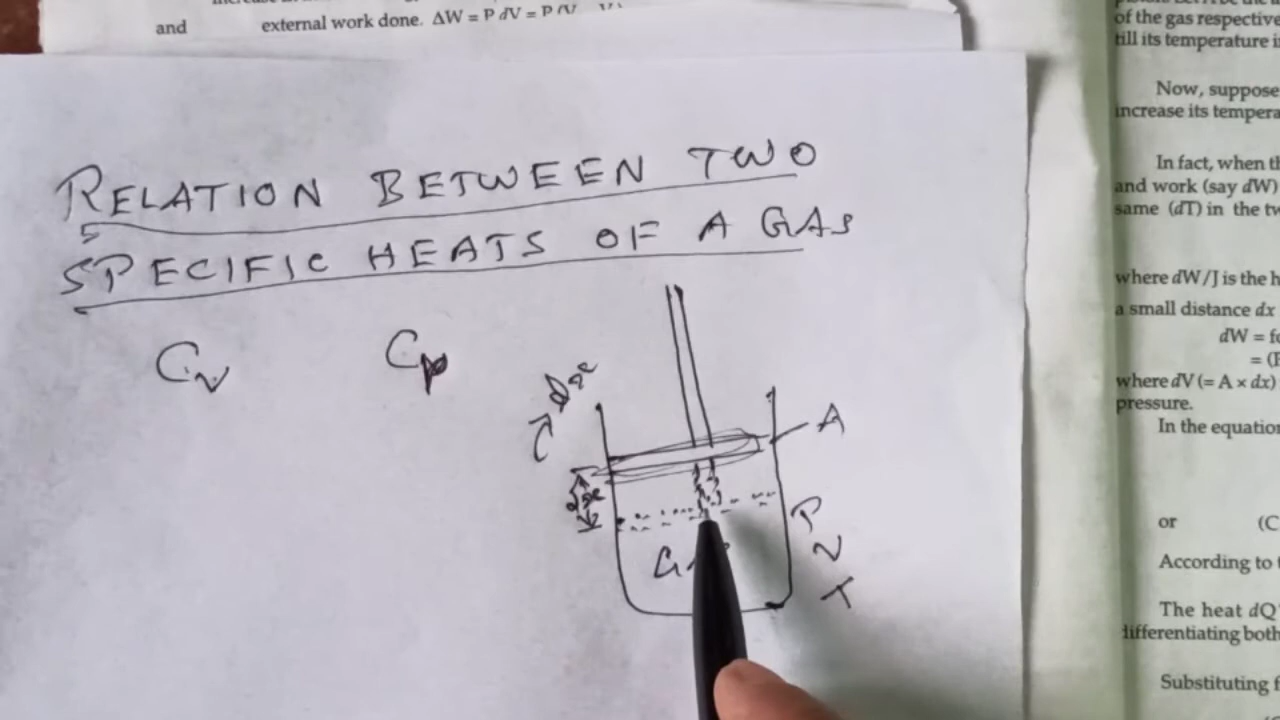 and external work done. ΔW = P dV = P (V
RELATION BETWEEN TWO
SPECIFIC HEATS OF A GAS
Cv Cp
dx
A
dx
P
V
T
of the gas respective
till its temperature i
Now, suppose
increase its tempera
In fact, when th
and work (say dW)
same (dT) in the tw
where dW/J is the h
a small distance dx
dW = fo
= (P
where dV (= A × dx)
pressure.
In the equation
or (C
According to t
The heat dQ'
differentiating both
Substituting f